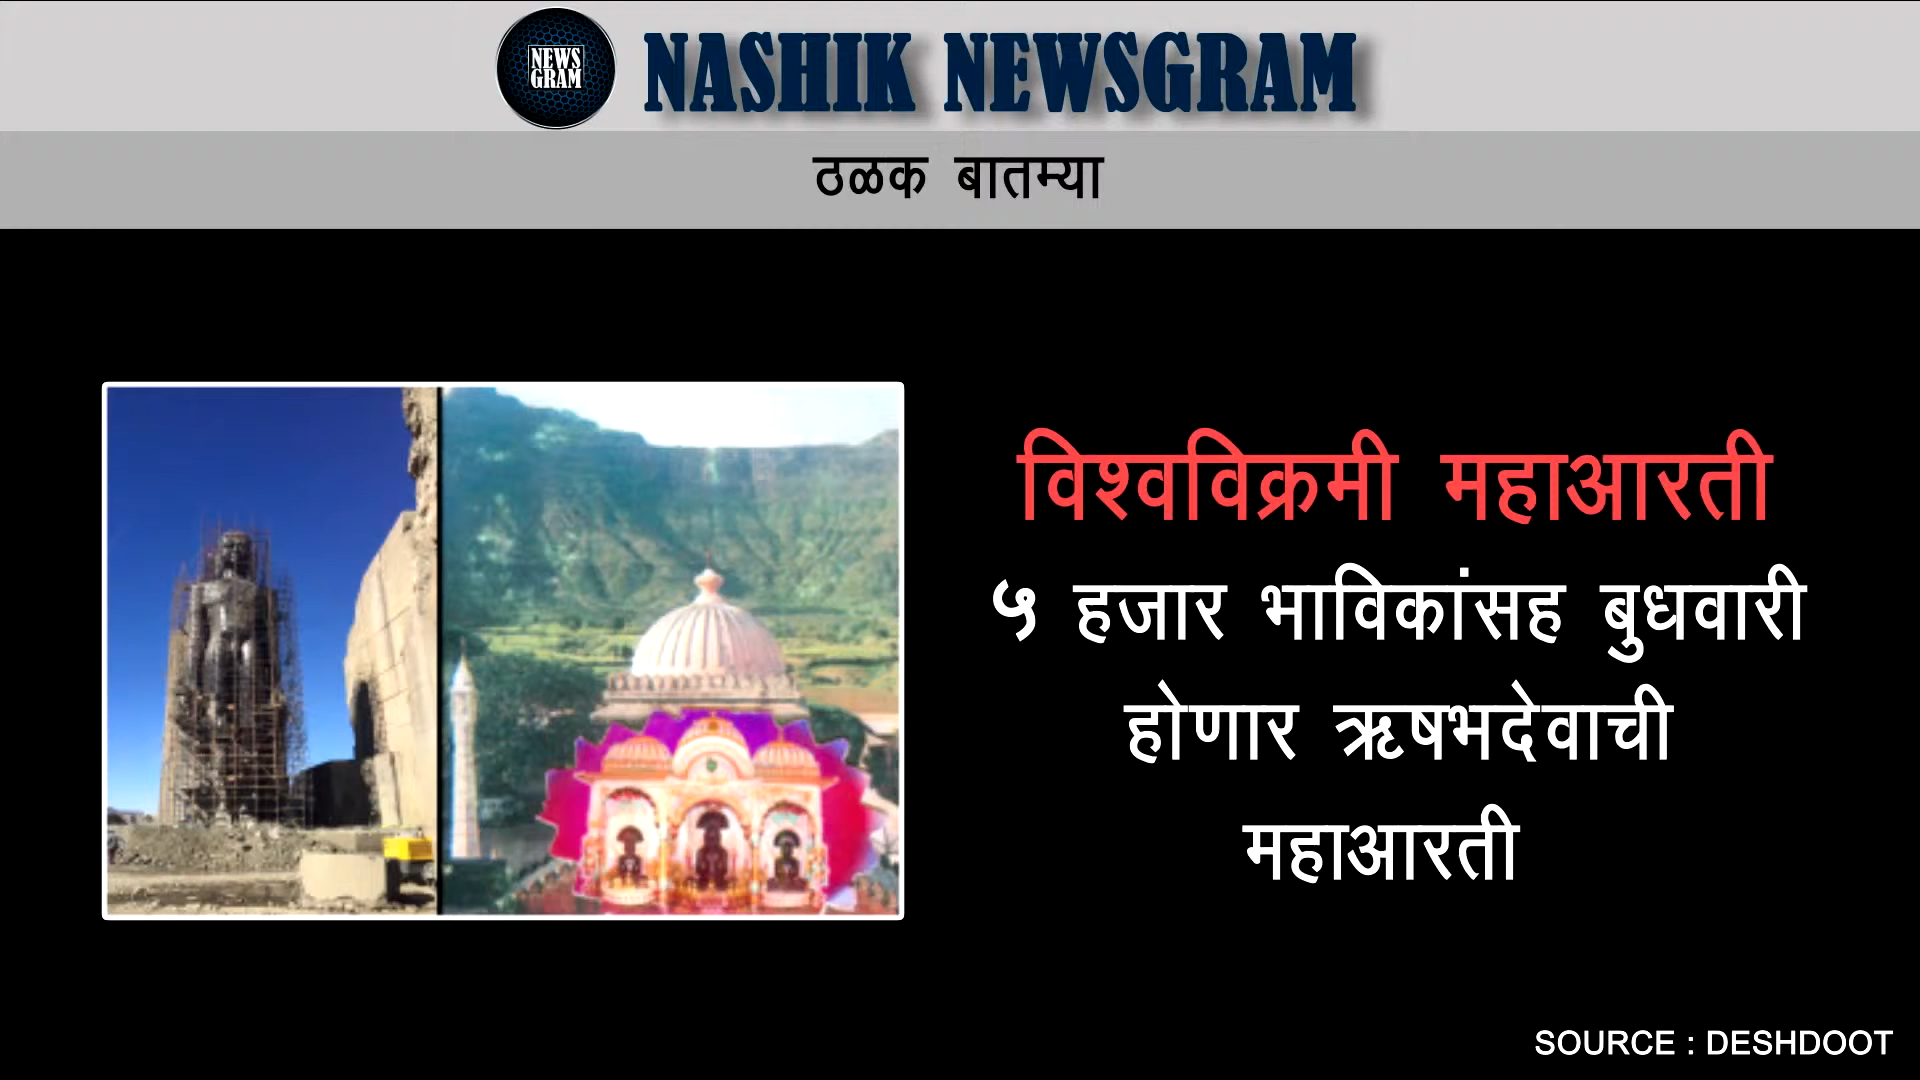 NEWS
GRAM
NASHIK NEWSGRAM
ठळक बातम्या
विश्वविक्रमी महाआरती
५ हजार भाविकांसह बुधवारी
होणार ऋषभदेवाची
महाआरती
SOURCE : DESHDOOT